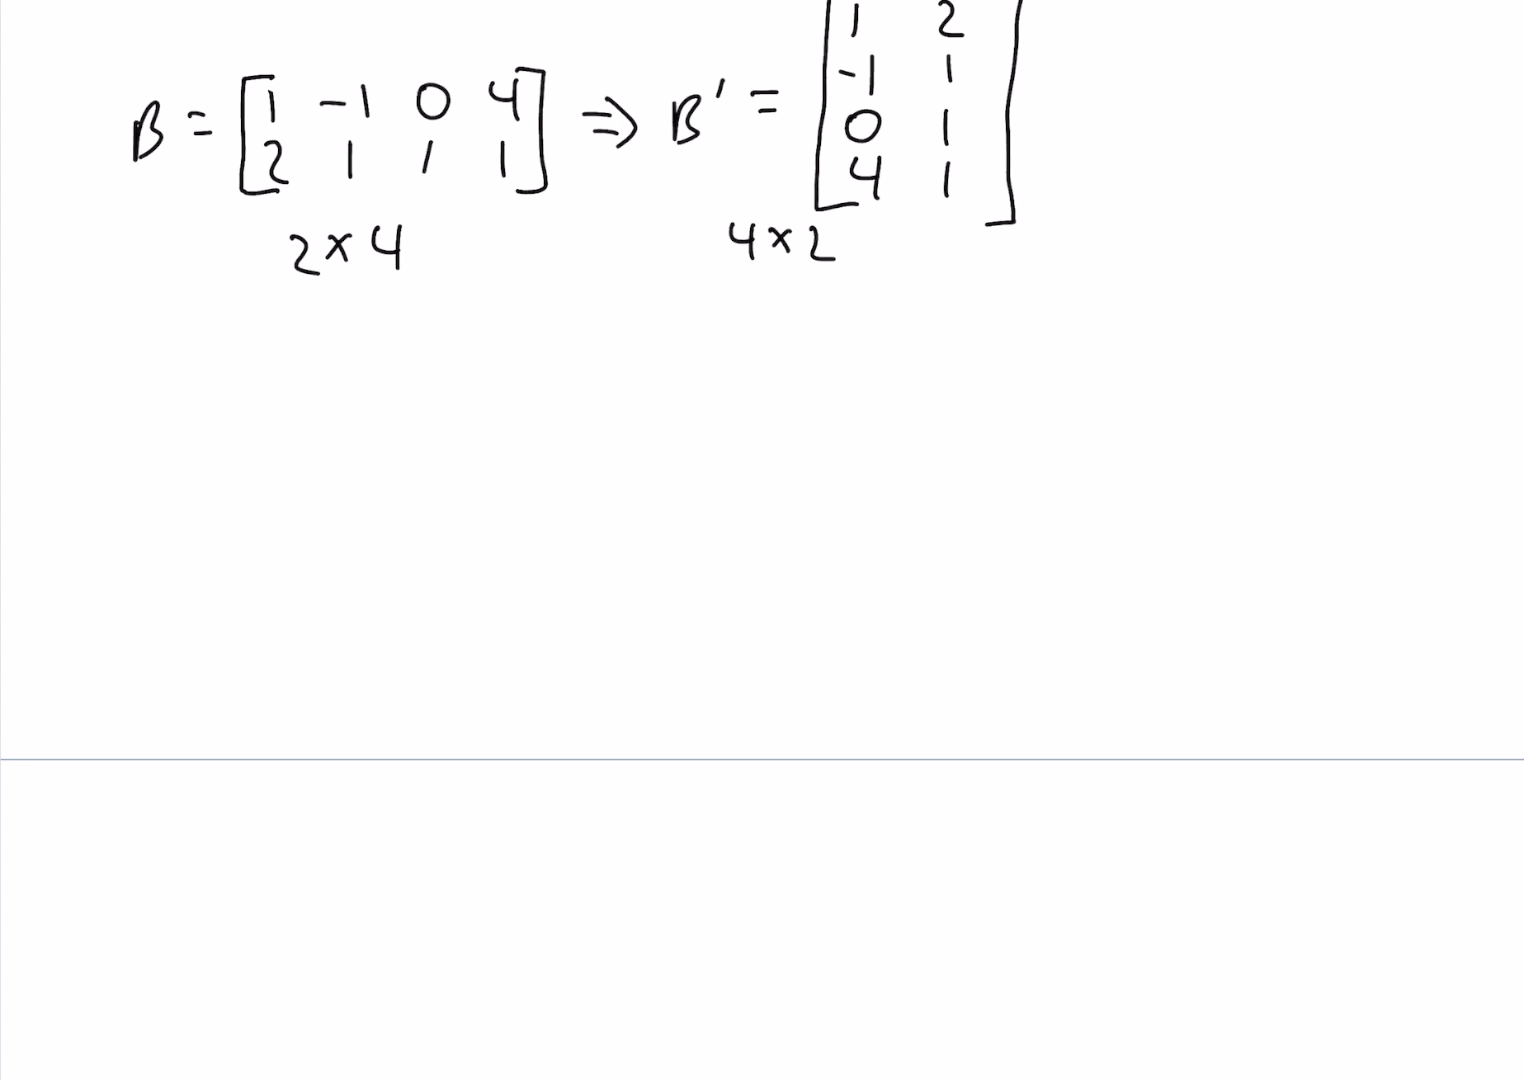 B = [1 -1 0 4; 2 1 1 1] ⇒ B' = [1 2; -1 1; 0 1; 4 1]
2 × 4 4 × 2